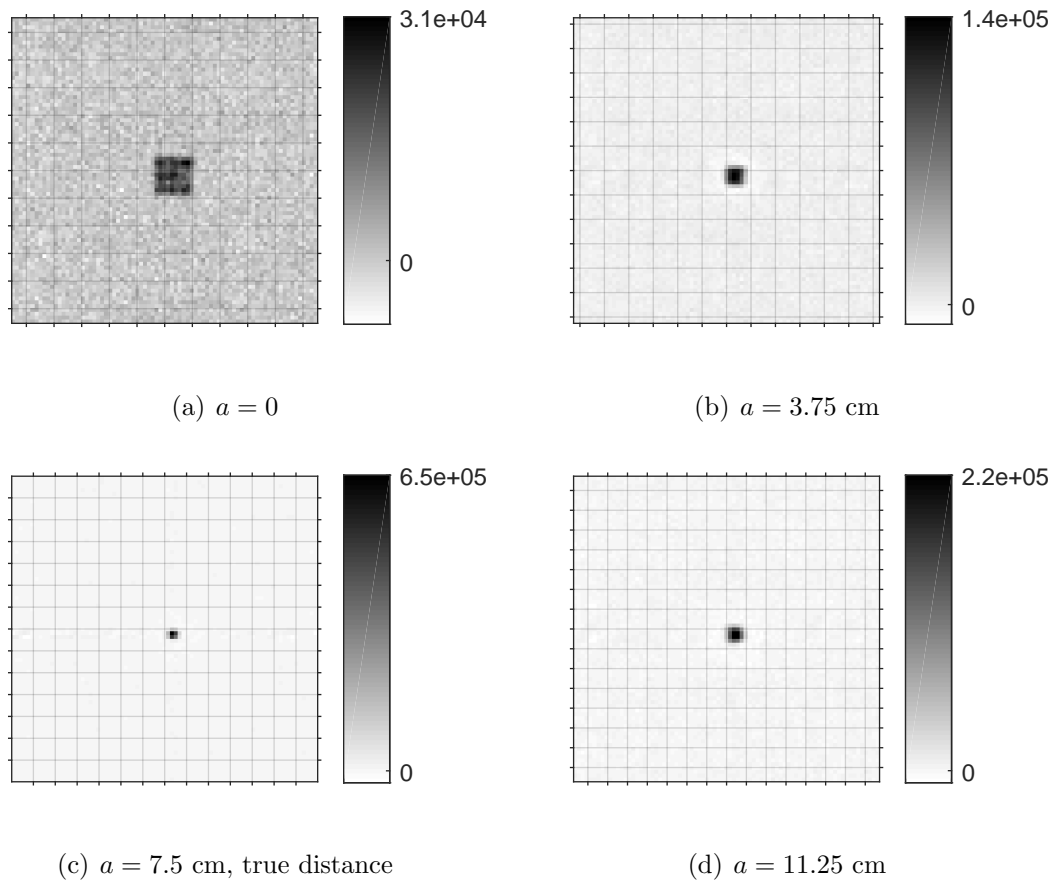 3.1e+04
0
(a) a = 0
1.4e+05
0
(b) a = 3.75 cm
6.5e+05
0
(c) a = 7.5 cm, true distance
2.2e+05
0
(d) a = 11.25 cm